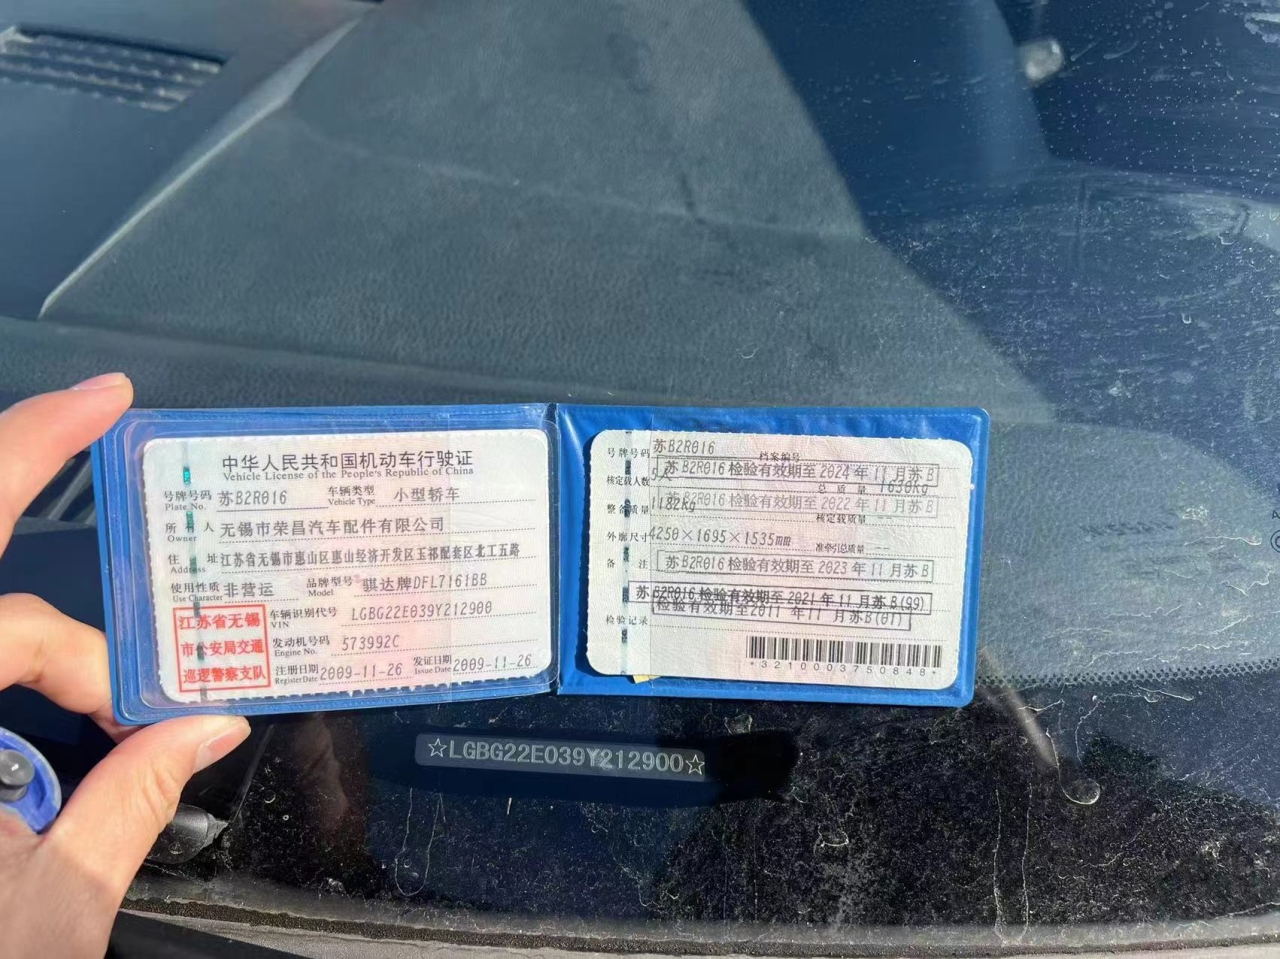 中华人民共和国机动车行驶证
Vehicle License of the People's Republic of China
号牌号码 苏B2R016 车辆类型 小型轿车
Plate No. Vehicle Type
所有人 无锡市荣昌汽车配件有限公司
Owner
住址 江苏省无锡市惠山区惠山经济开发区玉祁配套区北工五路
Address
使用性质 非营运 品牌型号 骐达牌DFL7161BB
Use Character Model
江苏省无锡
市公安局交通
巡逻警察支队
车辆识别代号 LGBG22E039Y212900
VIN
发动机号码 573992C
Engine No.
注册日期 2009-11-26 发证日期 2009-11-26
Register Date Issue Date
号牌号码 苏B2R016 档案编号
苏B2R016 检验有效期至 2024 年 11 月苏 B
核定载人数 5人 总质量 1650Kg
苏B2R016 检验有效期至 2022 年 11 月苏 B
整备质量 1182Kg 核定载质量 --
外廓尺寸 4250×1695×1535mm 准牵引总质量 --
备注 苏B2R016 检验有效期至 2023 年 11 月苏 B
苏B2R016 检验有效期至 2021 年 11 月苏 B(99)
检验有效期至2011 年 11 月苏B(01)
检验记录
*3210003750848*
☆LGBG22E039Y212900☆